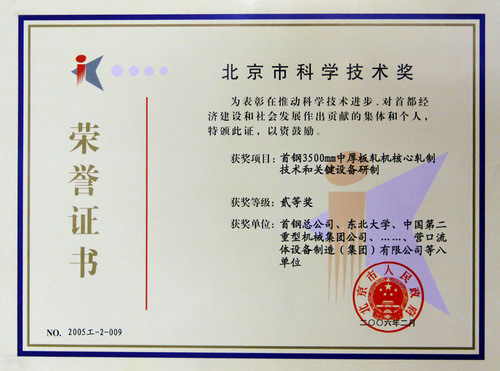 荣誉证书
北京市科学技术奖
为表彰在推动科学技术进步、对首都经
济建设和社会发展作出贡献的集体和个人，
特颁此证，以资鼓励。
获奖项目：首钢3500mm中厚板轧机核心轧制
技术和关键设备研制
获奖等级：贰等奖
获奖单位：首钢总公司、东北大学、中国第二
重型机械集团公司、……、营口流
体设备制造（集团）有限公司等八
单位
北京市人民政府
二〇〇六年二月
NO. 2005工-2-009